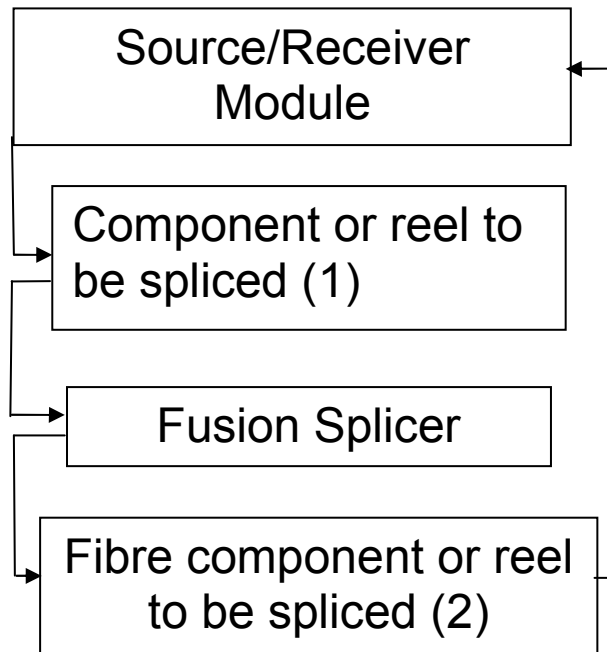 Source/Receiver
Module
Component or reel to
be spliced (1)
Fusion Splicer
Fibre component or reel
to be spliced (2)